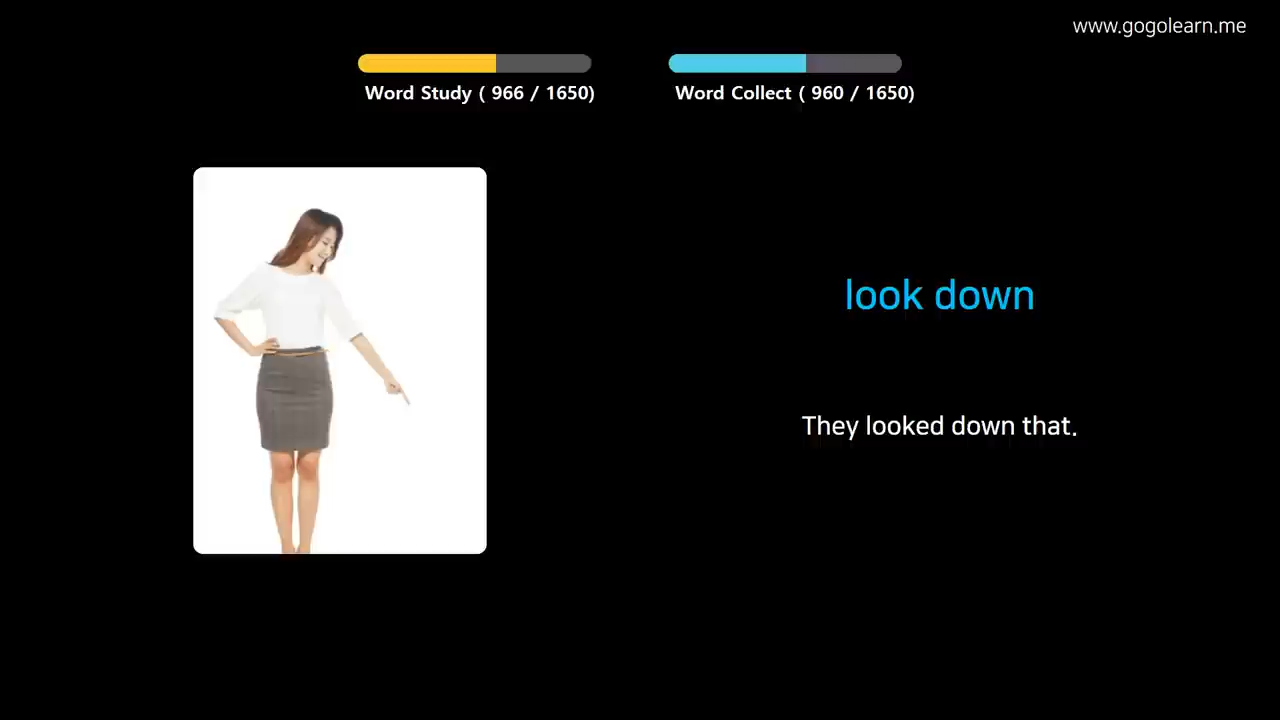 www.gogolearn.me
Word Study ( 966 / 1650)
Word Collect ( 960 / 1650)
look down
They looked down that.